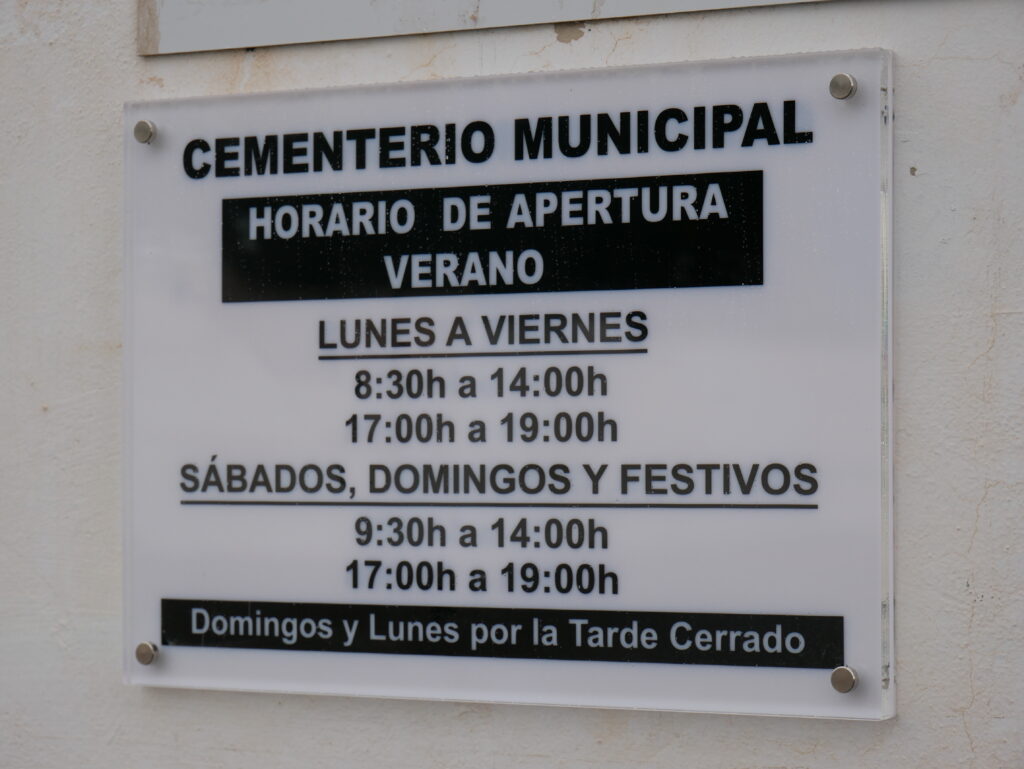 CEMENTERIO MUNICIPAL
HORARIO DE APERTURA
VERANO
LUNES A VIERNES
8:30h a 14:00h
17:00h a 19:00h
SÁBADOS, DOMINGOS Y FESTIVOS
9:30h a 14:00h
17:00h a 19:00h
Domingos y Lunes por la Tarde Cerrado